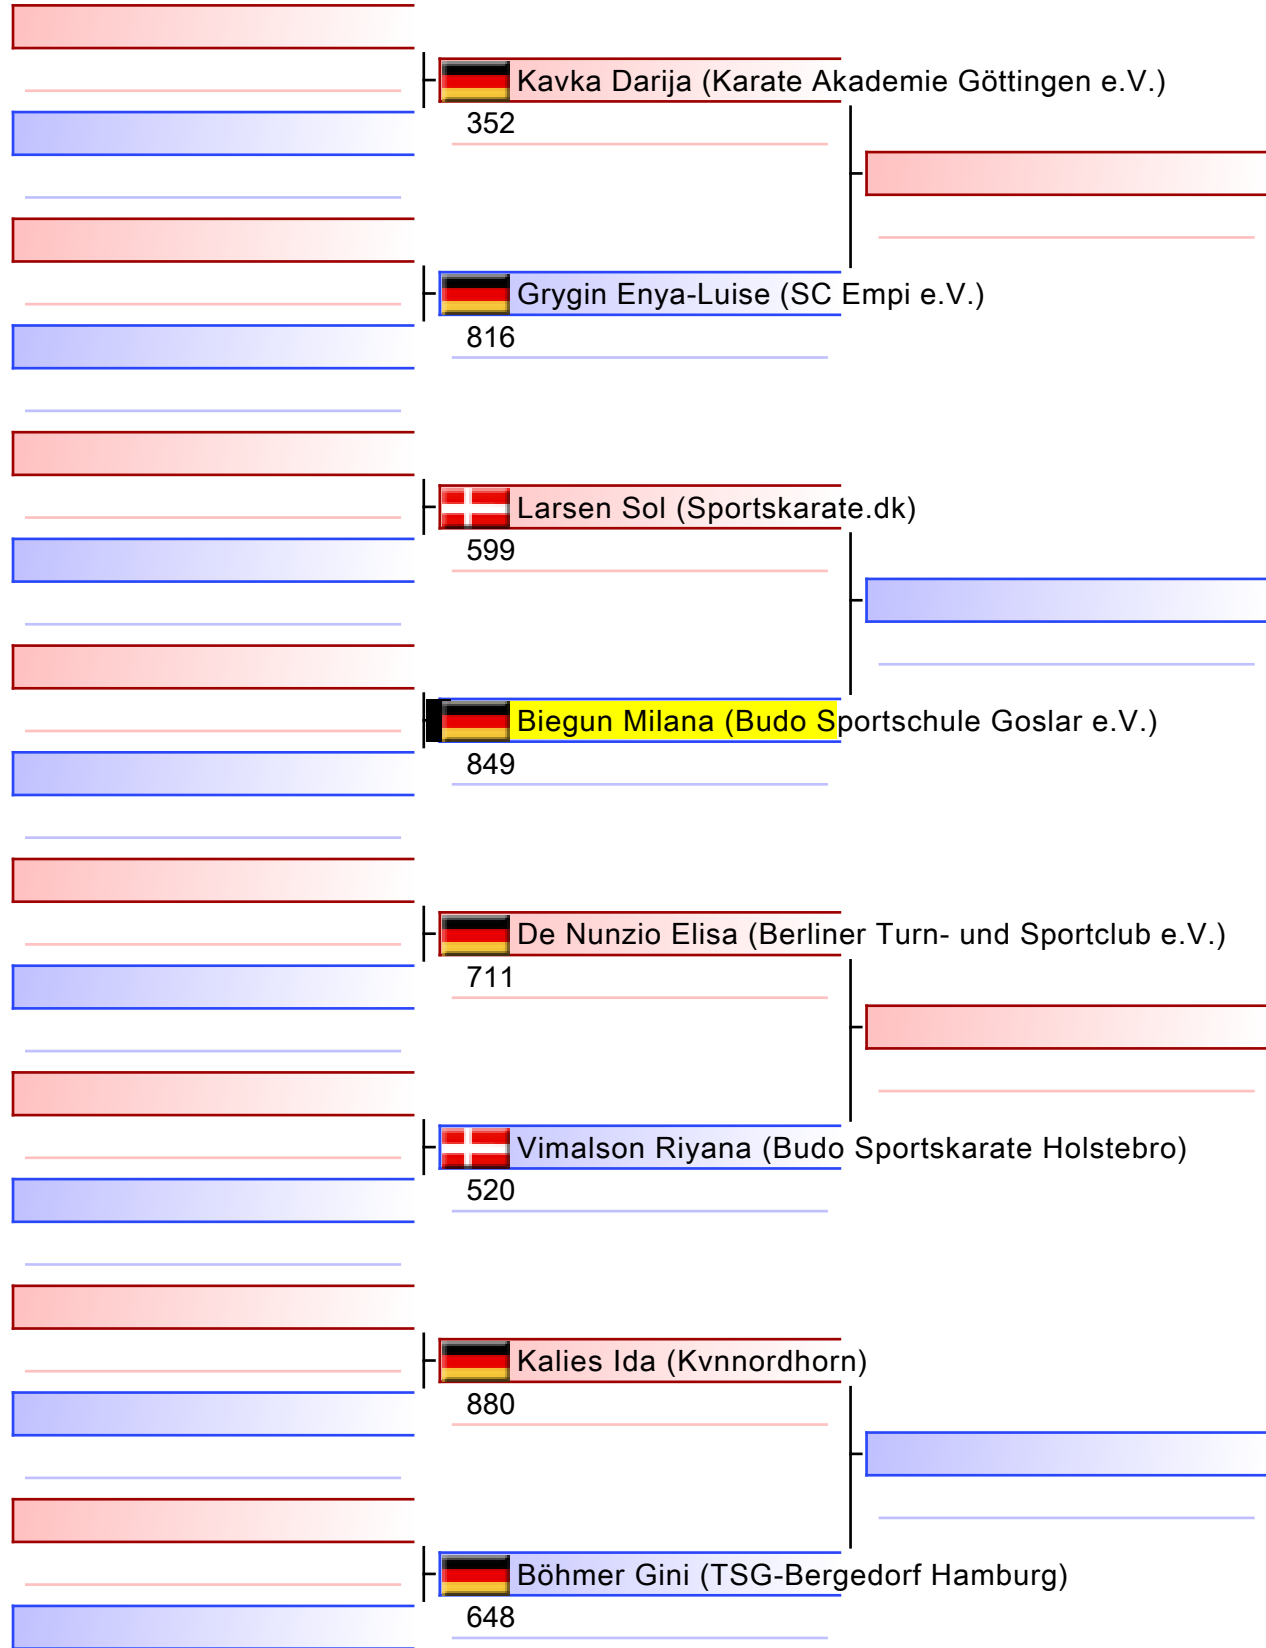 Kavka Darija (Karate Akademie Göttingen e.V.)
352
Grygin Enya-Luise (SC Empi e.V.)
816
Larsen Sol (Sportskarate.dk)
599
Biegun Milana (Budo Sportschule Goslar e.V.)
849
De Nunzio Elisa (Berliner Turn- und Sportclub e.V.)
711
Vimalson Riyana (Budo Sportskarate Holstebro)
520
Kalies Ida (Kvnnordhorn)
880
Böhmer Gini (TSG-Bergedorf Hamburg)
648